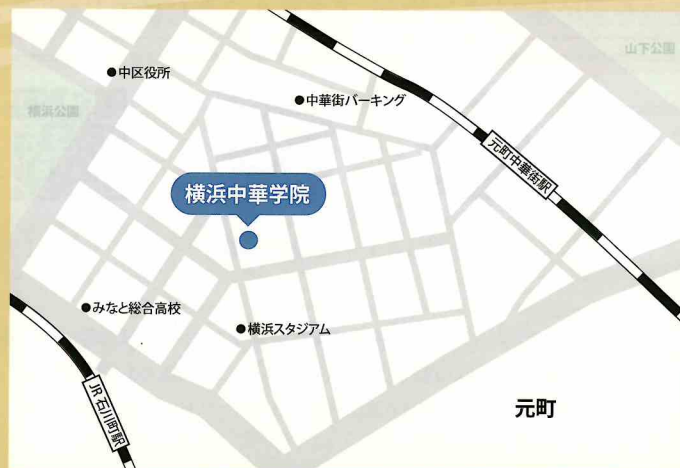 山下公園
中区役所
中華街パーキング
横浜公園
元町中華街駅
横浜中華学院
みなと総合高校
横浜スタジアム
JR 石川町駅
元町